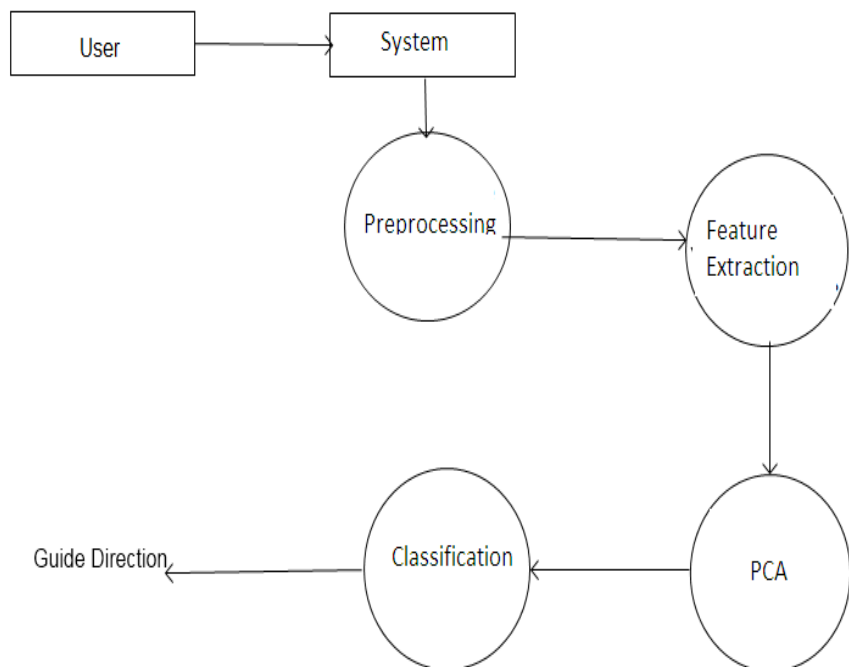 User
System
Preprocessing
Feature
Extraction
PCA
Classification
Guide Direction